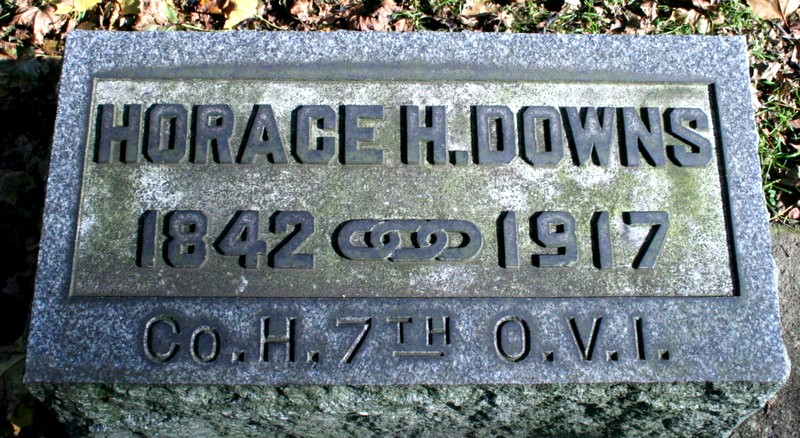 HORACE H. DOWNS
1842 1917
Co. H, 7TH O.V.I.